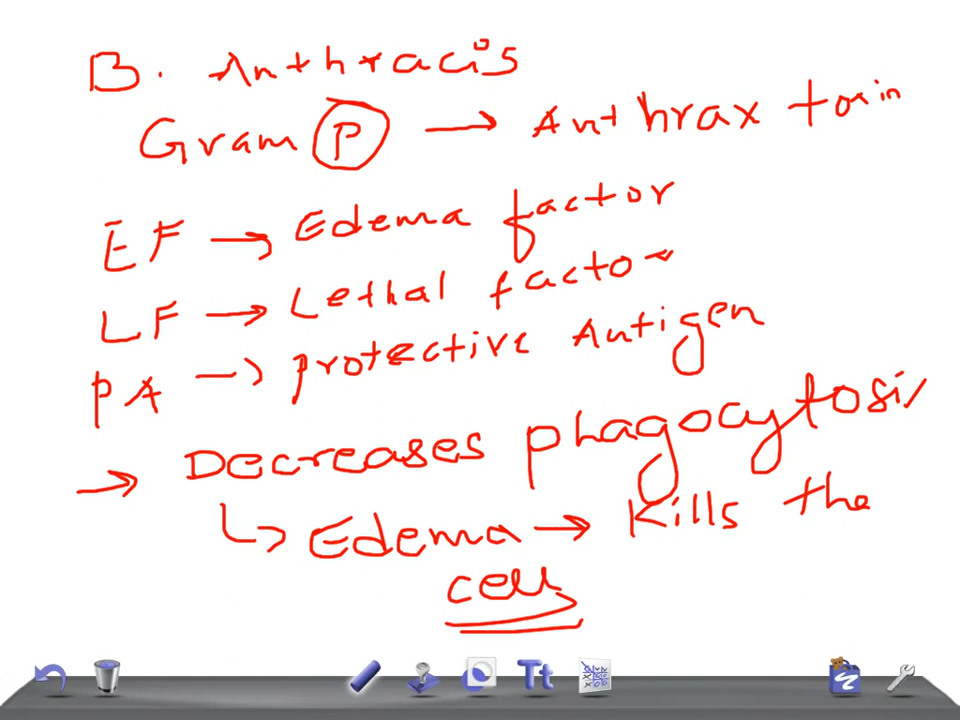 B. Anthracis
Gram P → Anthrax toxin
EF → Edema factor
LF → Lethal factor
PA → Protective Antigen
→ Decreases phagocytosis
↳ Edema → Kills the
cell
Tt